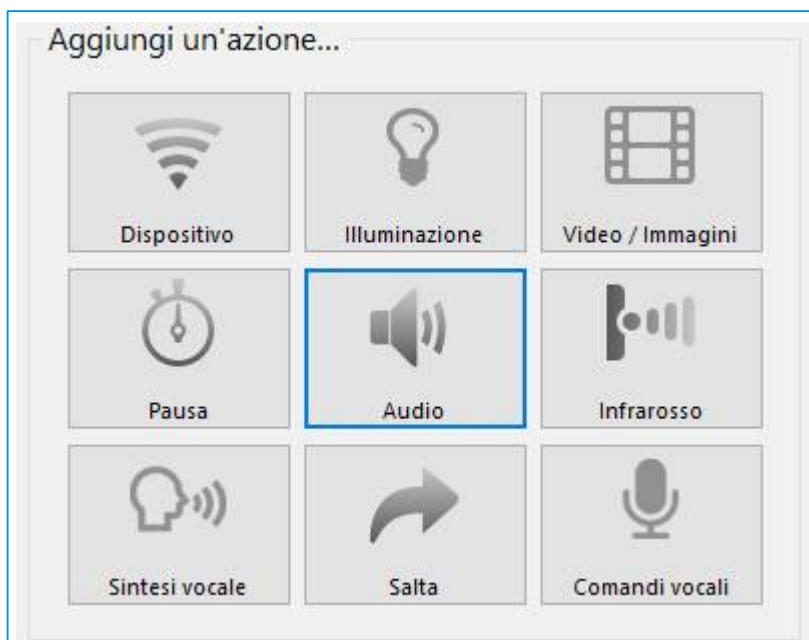 Aggiungi un'azione...
Dispositivo
Illuminazione
Video / Immagini
Pausa
Audio
Infrarosso
Sintesi vocale
Salta
Comandi vocali